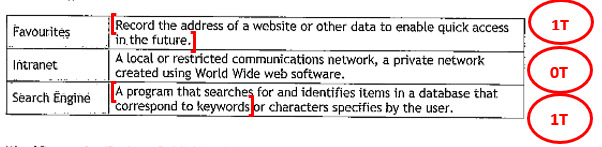 Favourites
Record the address of a website or other data to enable quick access
in the future.
1T
Intranet
A local or restricted communications network, a private network
created using World Wide web software.
0T
Search Engine
A program that searches for and identifies items in a database that
correspond to keywords or characters specifies by the user.
1T